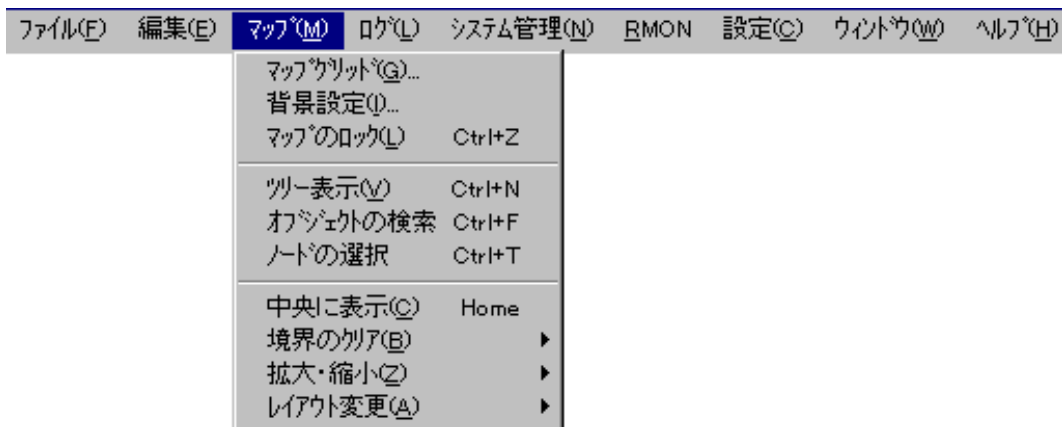 ﾌｧｲﾙ(F) 編集(E) ﾏｯﾌﾟ(M) ﾛｸﾞ(L) ｼｽﾃﾑ管理(N) RMON 設定(C) ｳｨﾝﾄﾞｳ(W) ﾍﾙﾌﾟ(H)
ﾏｯﾌﾟｸﾞﾘｯﾄﾞ(G)...
背景設定(I)...
ﾏｯﾌﾟのﾛｯｸ(L) Ctrl+Z
ﾂﾘｰ表示(V) Ctrl+N
ｵﾌﾞｼﾞｪｸﾄの検索 Ctrl+F
ﾉｰﾄﾞの選択 Ctrl+T
中央に表示(C) Home
境界のｸﾘｱ(B)
拡大・縮小(Z)
ﾚｲｱｳﾄ変更(A)